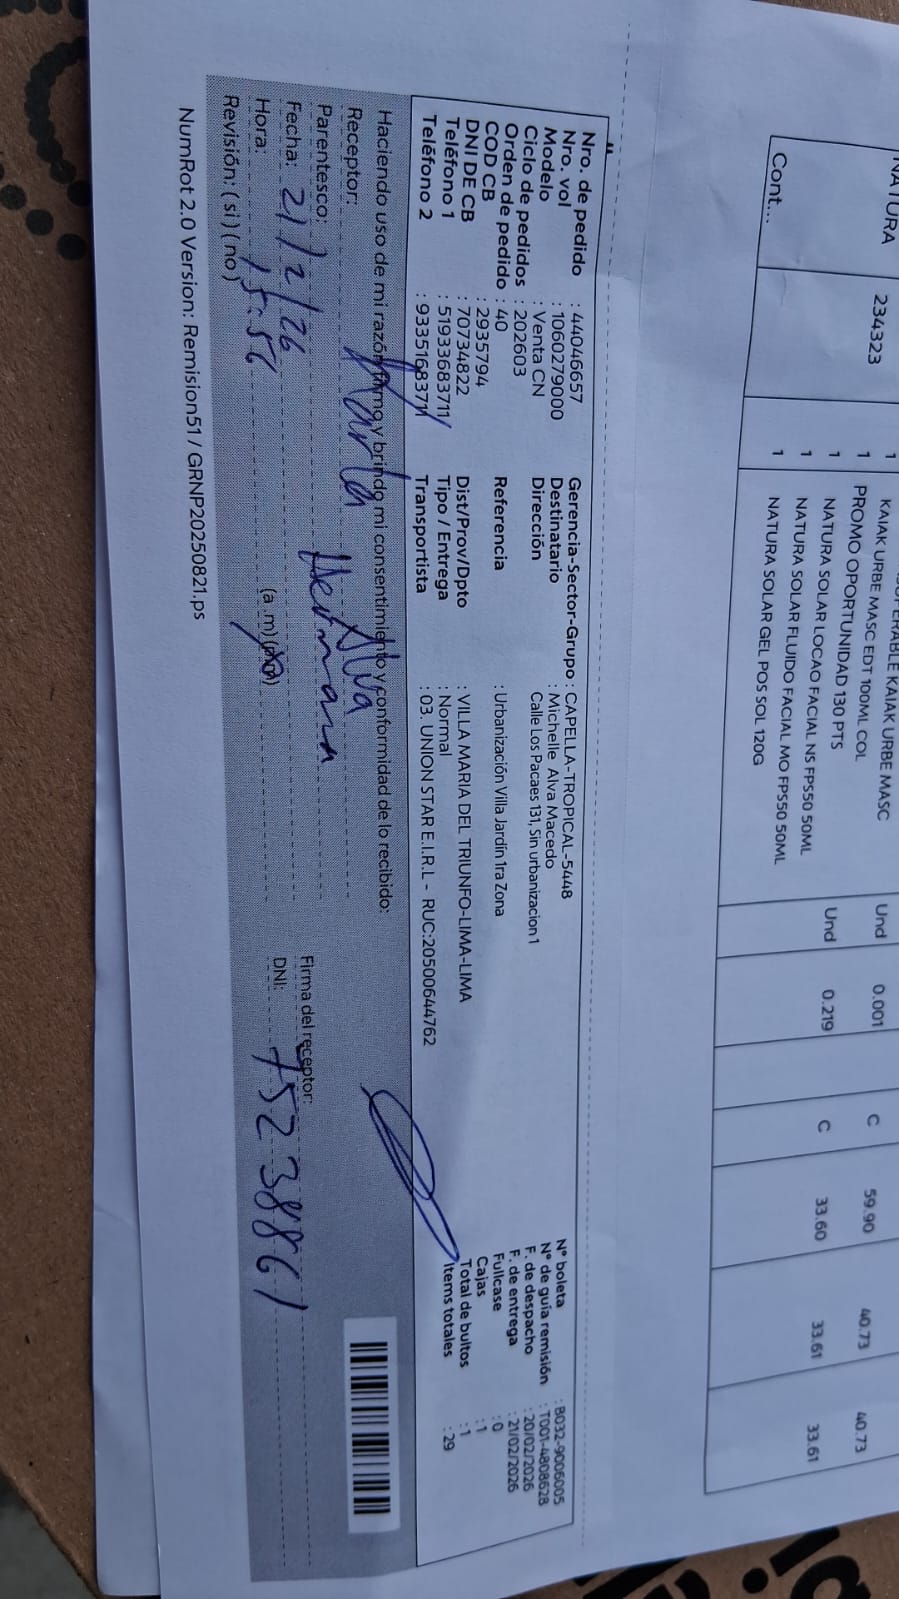 NATURA 234323 1 KAIAK URBE MASC EDT 100ML COL Und 0.001 C 59.90 40.73 40.73
1 PROMO OPORTUNIDAD 130 PTS
1 NATURA SOLAR LOCAO FACIAL NS FPS50 50ML Und 0.219 C 33.60 33.61 33.61
1 NATURA SOLAR FLUIDO FACIAL MO FPS50 50ML
Cont... 1 NATURA SOLAR GEL POS SOL 120G
Nro. de pedido : 44046657 Gerencia-Sector-Grupo : CAPELLA-TROPICAL-5448 N° boleta : B032-9006005
Nro. vol : 10602279000 Destinatario : Michelle Alva Macedo N° de guía remisión : T001-4808628
Modelo : Venta CN Dirección Calle Los Pacaes 131, Sin urbanizacion1 F. de despacho : 20/02/2026
Ciclo de pedidos : 202603 F. de entrega : 21/02/2026
Orden de pedido : 40 Referencia : Urbanización Villa Jardín 1ra Zona Fullcase : 0
COD CB : 2935794 Cajas : 1
DNI DE CB : 70734822 Dist/Prov/Dpto : VILLA MARIA DEL TRIUNFO-LIMA-LIMA Total de bultos : 1
Teléfono 1 : 51933683711/ Tipo / Entrega : Normal Items totales : 29
Teléfono 2 : 933516837 Transportista : 03. UNION STAR E.I.R.L - RUC:20500644762
Haciendo uso de mi razón firmo y brindo mi consentimiento y conformidad de lo recibido:
Receptor: Karla Alva
Parentesco: Hermana Firma del receptor:
Fecha: 21/2/26 DNI: 75238861
Hora: 15:56 (a .m)
Revisión: ( si ) ( no )
NumRot 2.0 Version: Remision51 / GRNP20250821.ps